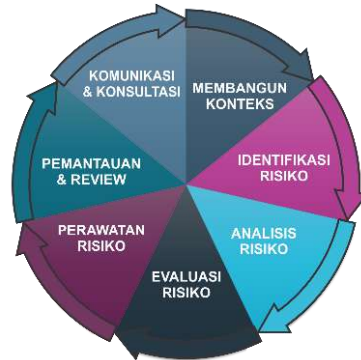 KOMUNIKASI
& KONSULTASI
MEMBANGUN
KONTEKS
IDENTIFIKASI
RISIKO
ANALISIS
RISIKO
EVALUASI
RISIKO
PERAWATAN
RISIKO
PEMANTAUAN
& REVIEW